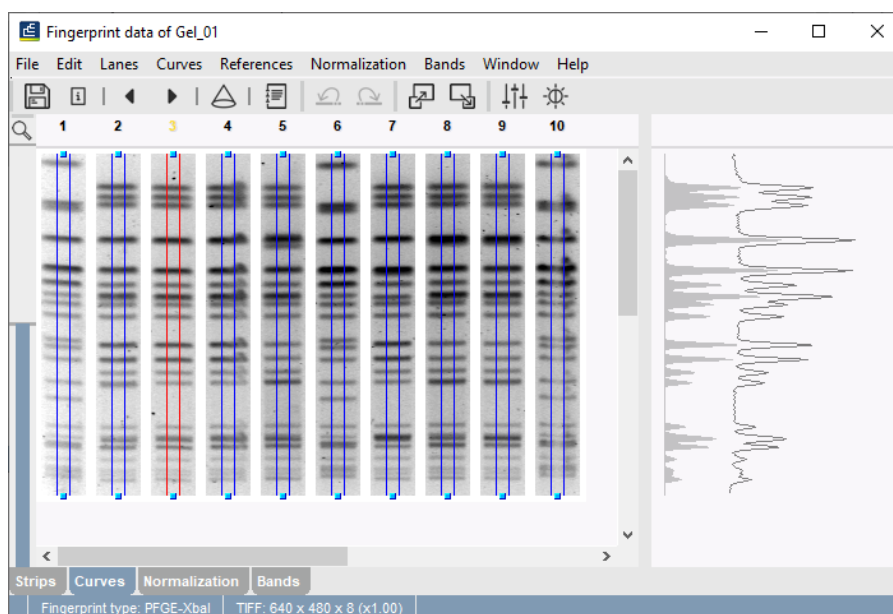 Fingerprint data of Gel_01
File Edit Lanes Curves References Normalization Bands Window Help
1 2 3 4 5 6 7 8 9 10
Strips Curves Normalization Bands
Fingerprint type: PFGE-XbaI TIFF: 640 x 480 x 8 (x1.00)